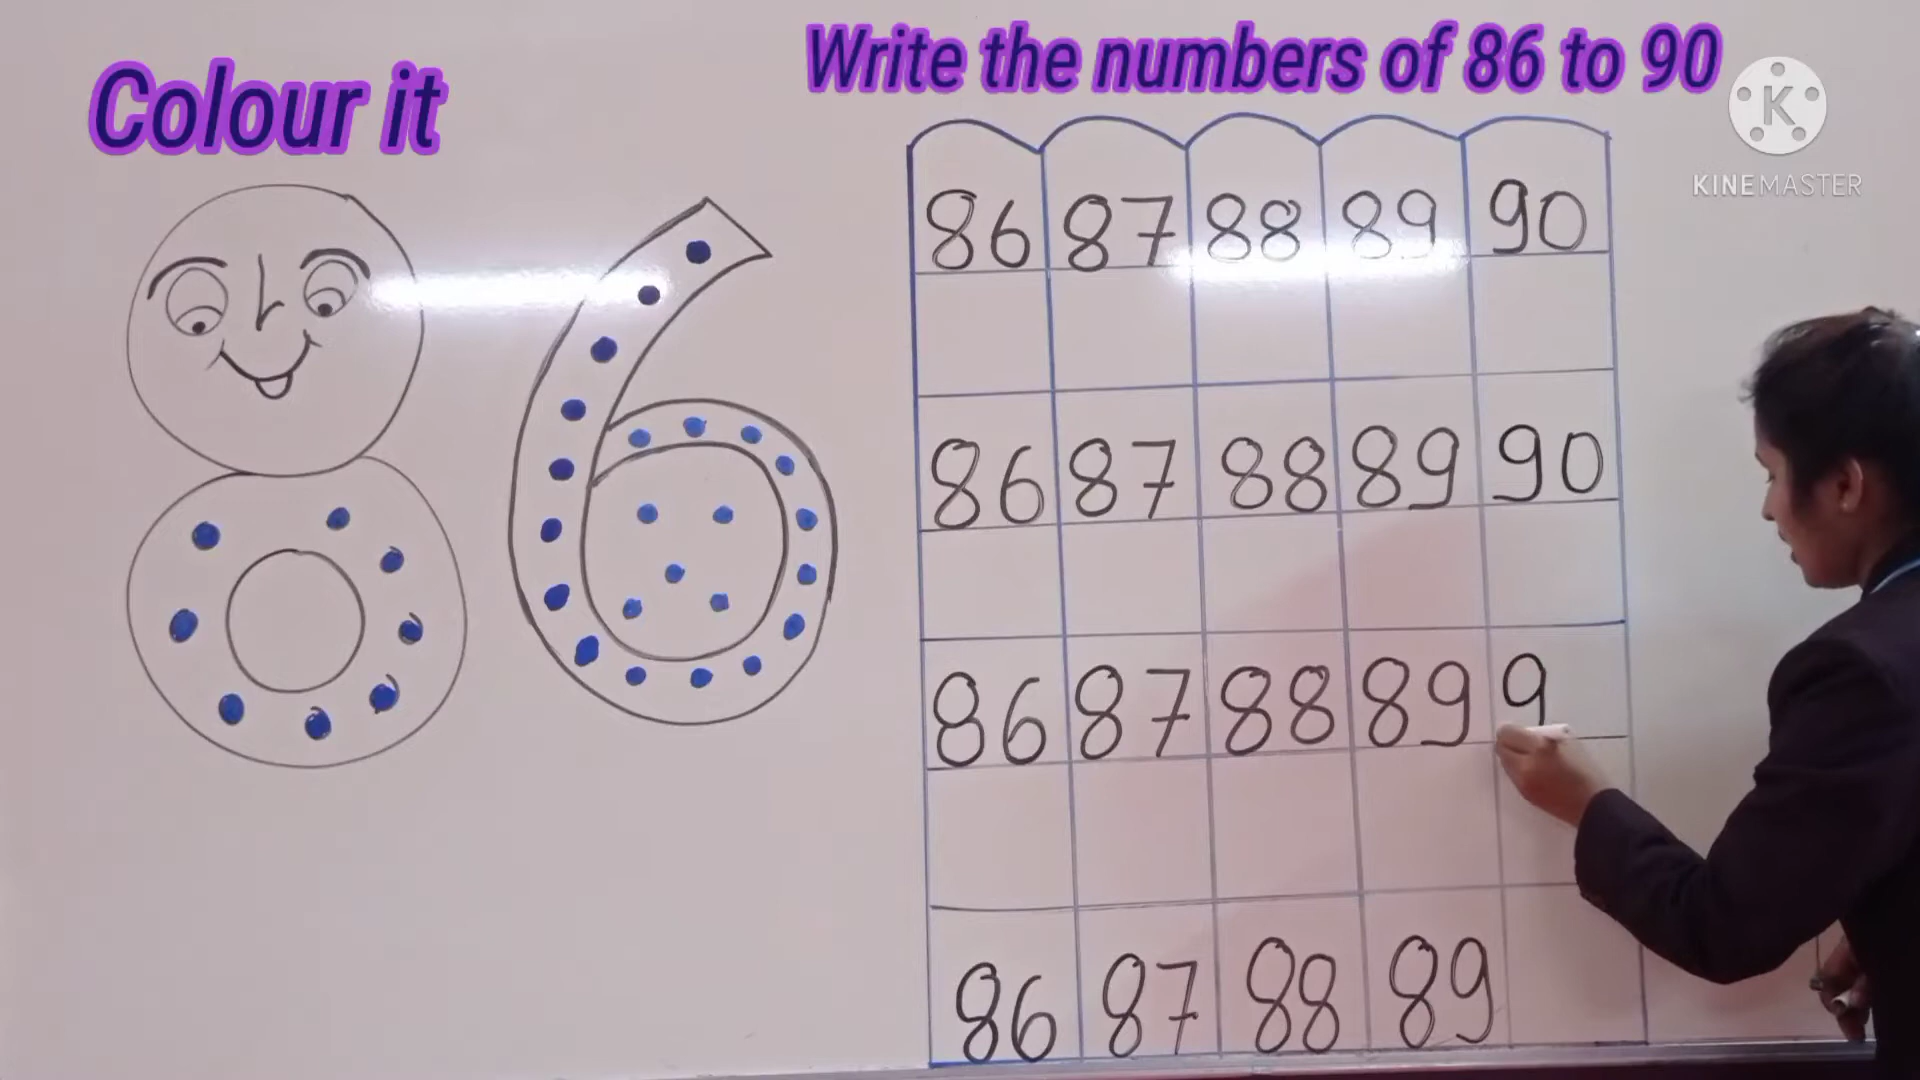 Colour it
Write the numbers of 86 to 90
K
KINEMASTER
86
86 87 88 89 90
86 87 88 89 90
86 87 88 89 9
86 87 88 89